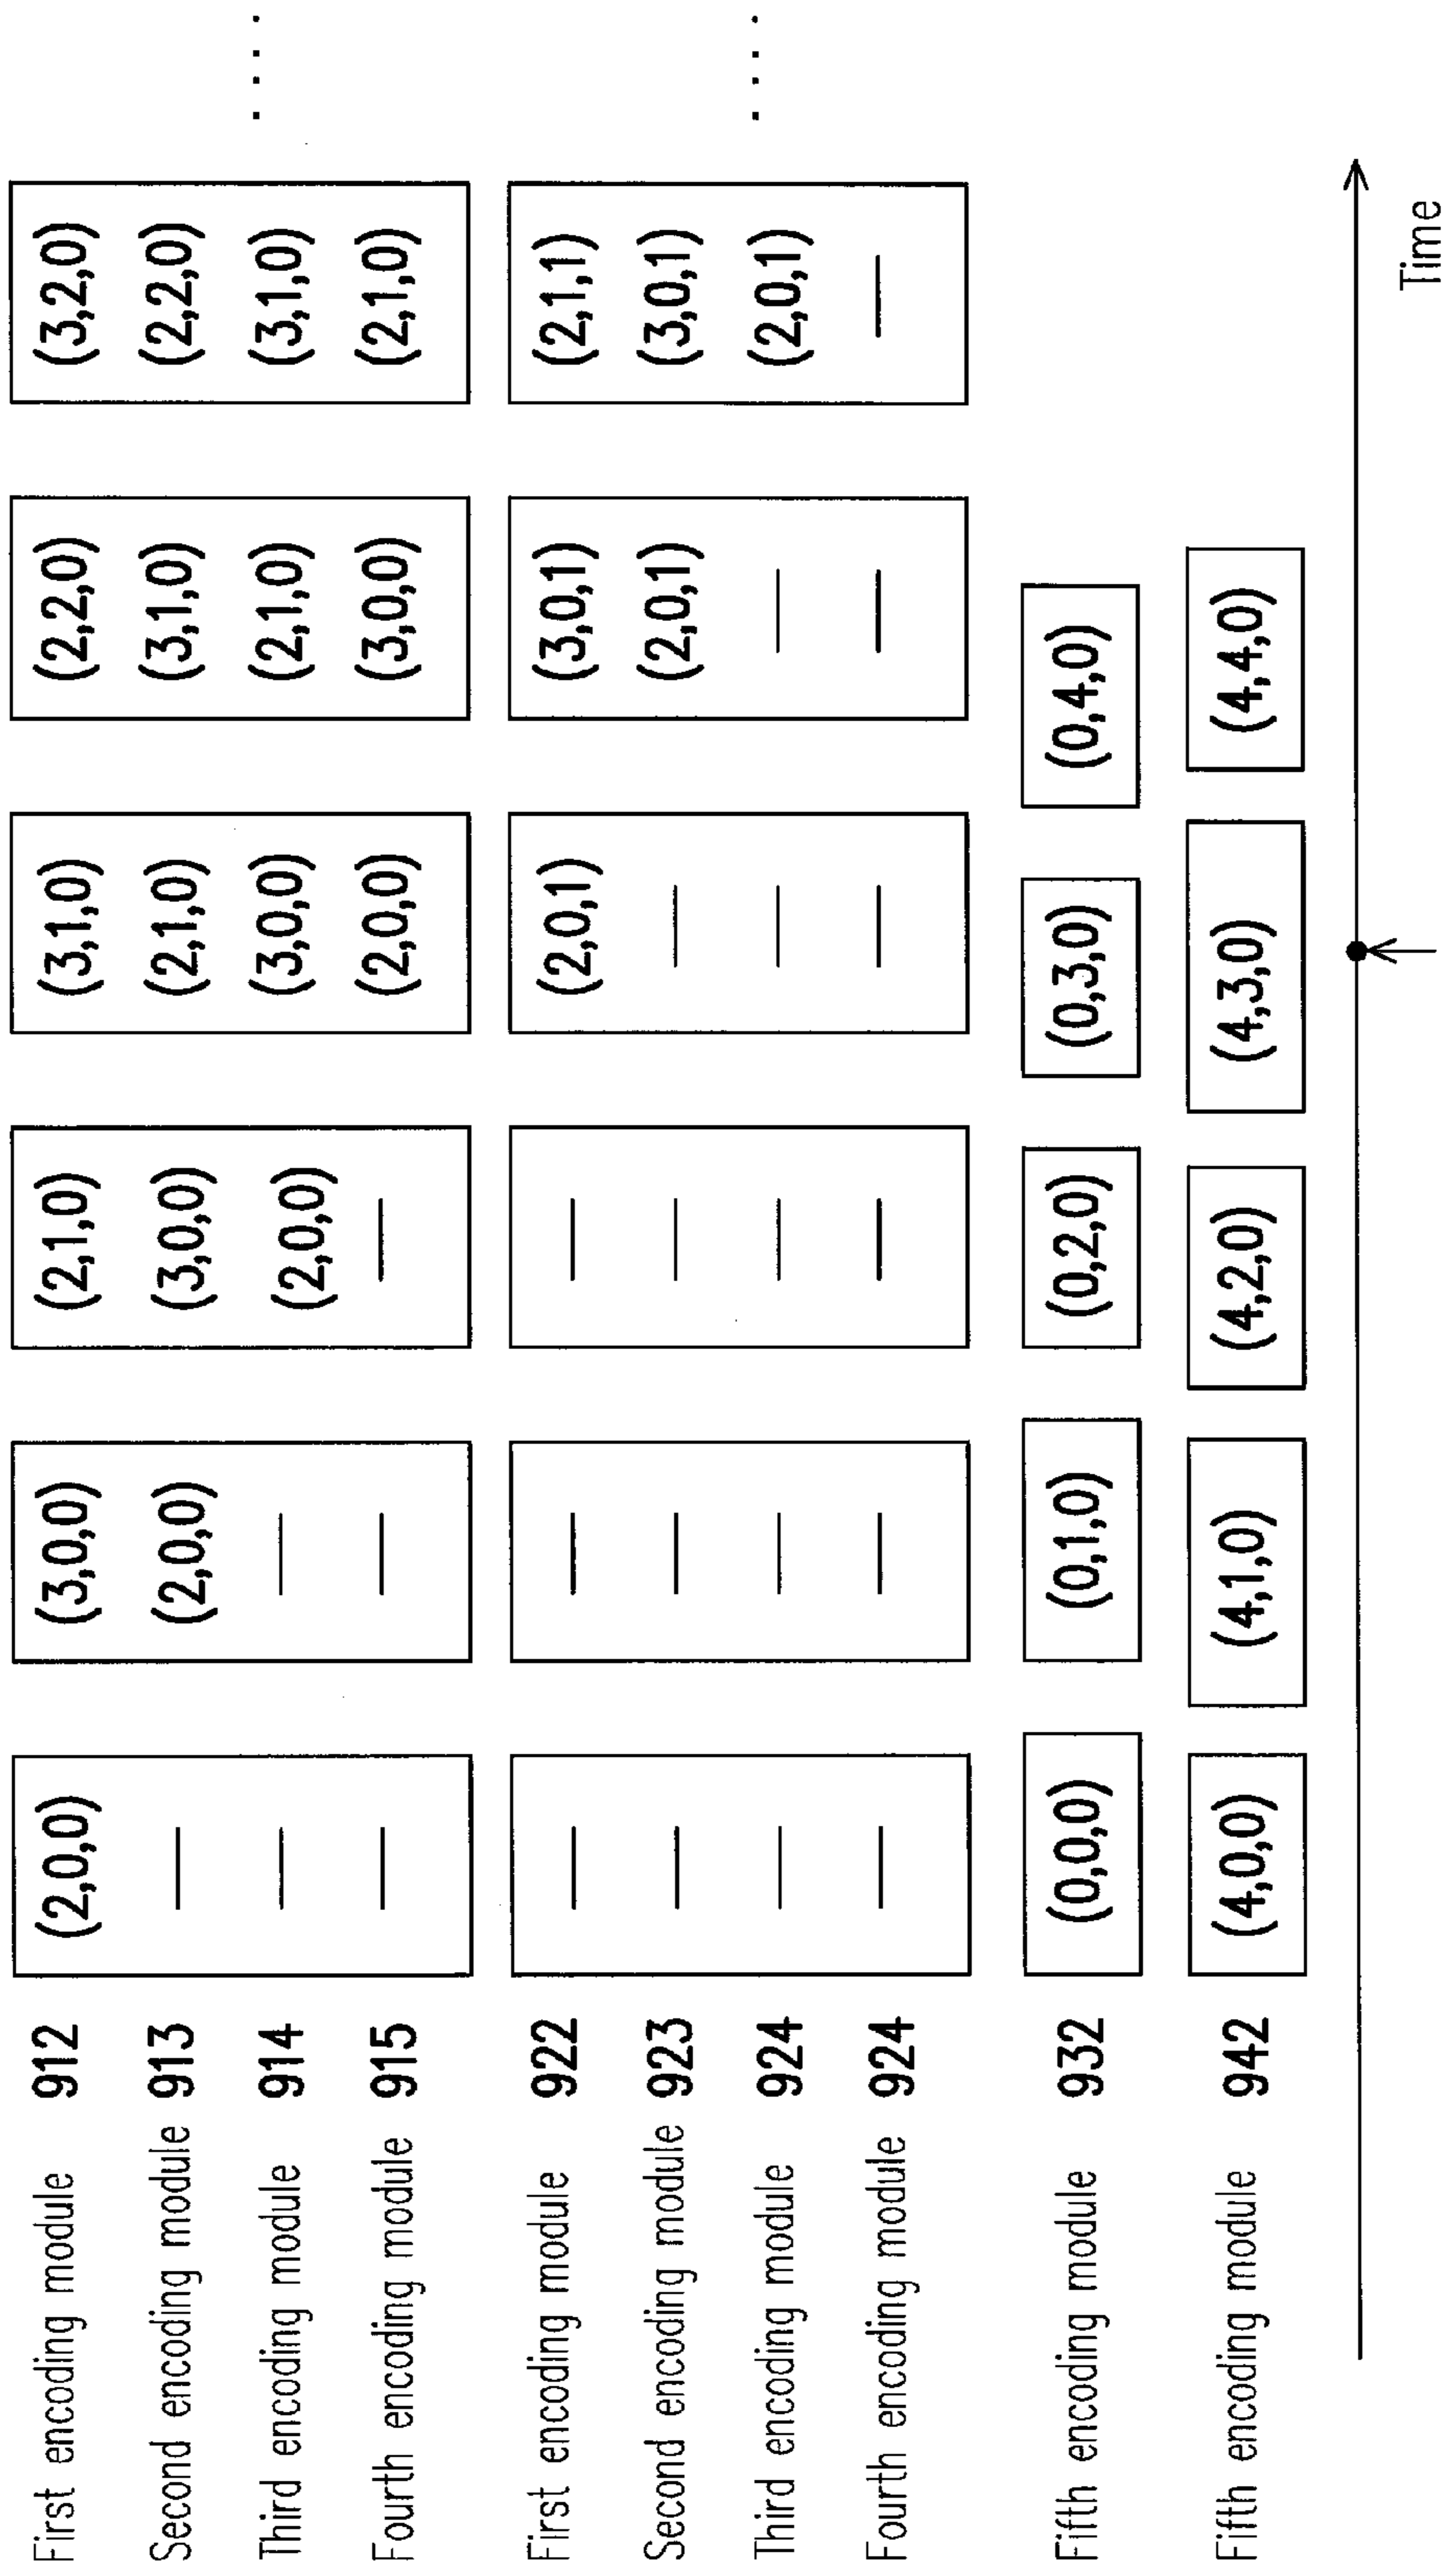 First encoding module 912 (2,0,0) (3,0,0) (2,1,0) (3,1,0) (2,2,0) (3,2,0) . . . .
Second encoding module 913 — (2,0,0) (3,0,0) (2,1,0) (3,1,0) (2,2,0)
Third encoding module 914 — — (2,0,0) (3,0,0) (2,1,0) (3,1,0)
Fourth encoding module 915 — — — (2,0,0) (3,0,0) (2,1,0)
First encoding module 922 — — — (2,0,1) (3,0,1) (2,1,1) . . . .
Second encoding module 923 — — — — (2,0,1) (3,0,1)
Third encoding module 924 — — — — — (2,0,1)
Fourth encoding module 924 — — — — — —
Fifth encoding module 932 (0,0,0) (0,1,0) (0,2,0) (0,3,0) (0,4,0)
Fifth encoding module 942 (4,0,0) (4,1,0) (4,2,0) (4,3,0) (4,4,0)
Time